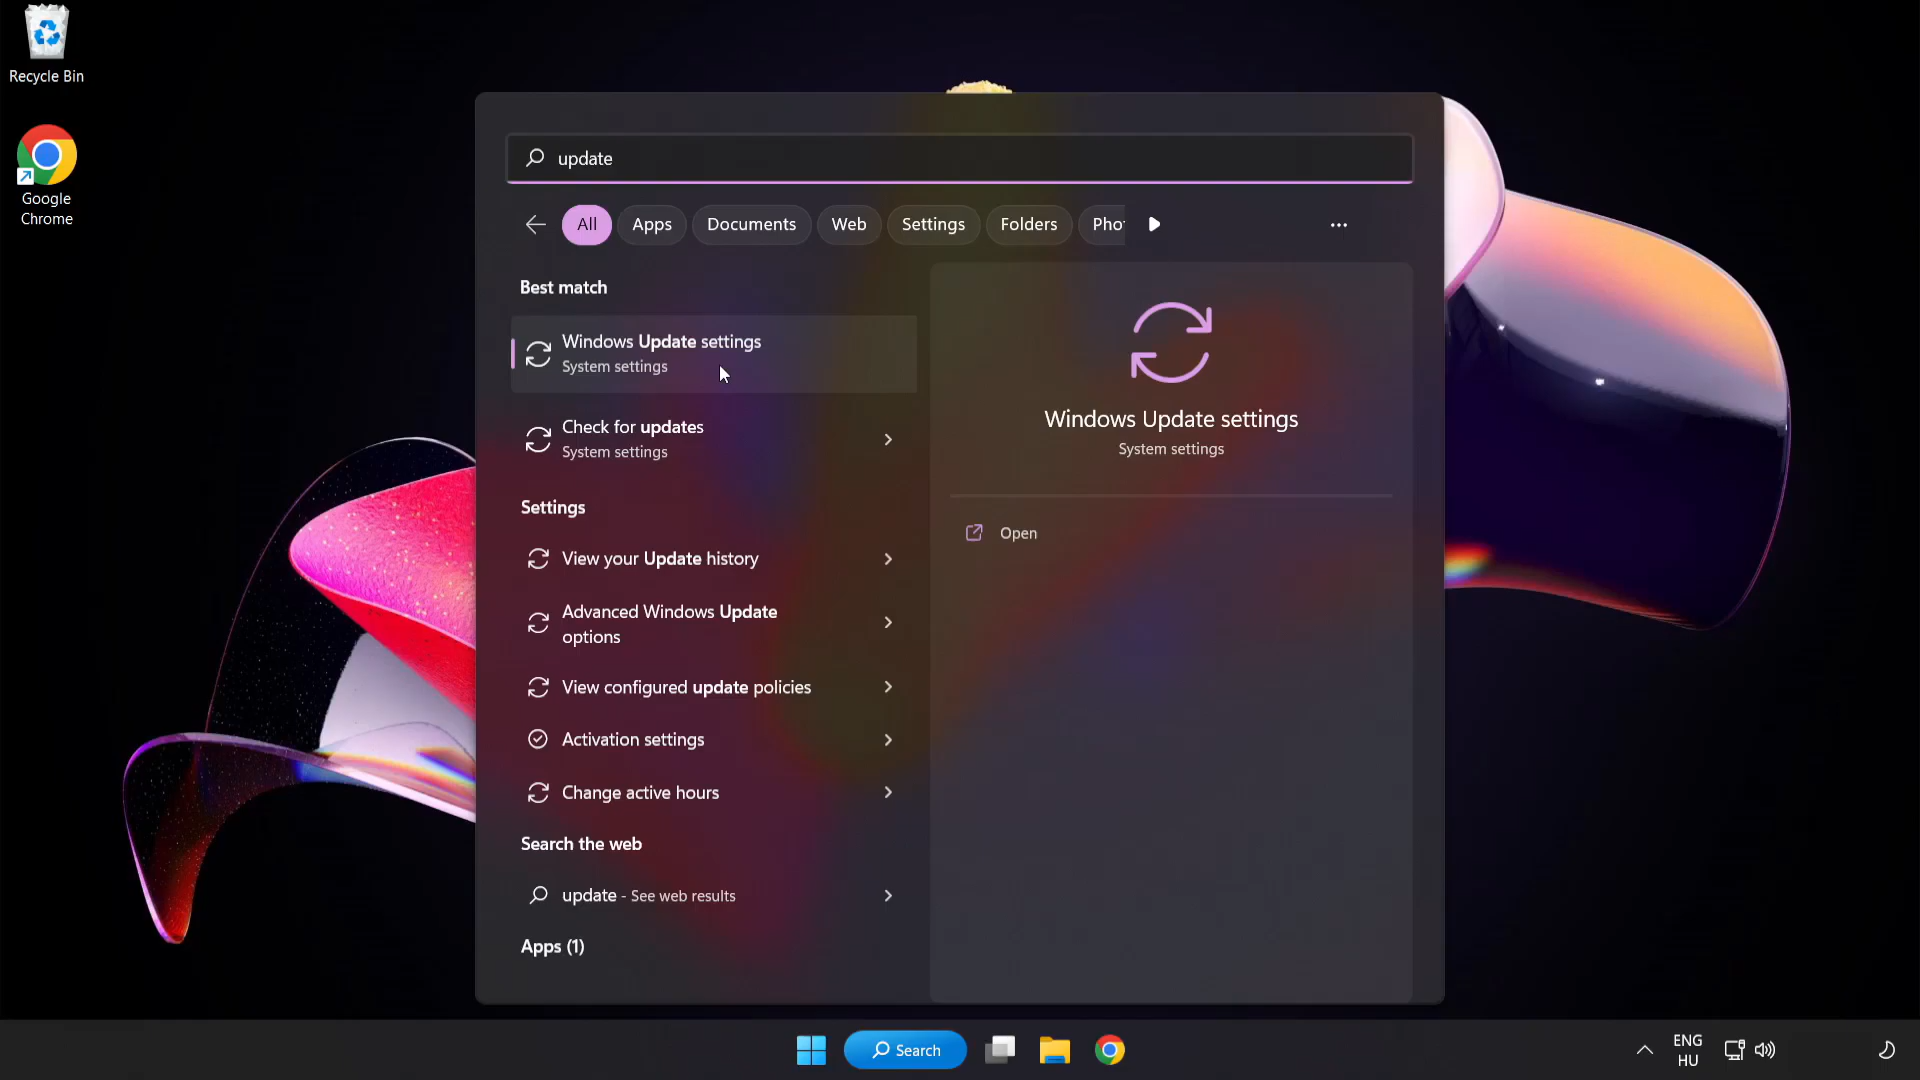 Recycle Bin
Google
Chrome
update
All
Apps
Documents
Web
Settings
Folders
Pho
Best match
Windows Update settings
System settings
Check for updates
System settings
Settings
View your Update history
Advanced Windows Update
options
View configured update policies
Activation settings
Change active hours
Search the web
update - See web results
Apps (1)
Windows Update settings
System settings
Open
Search
ENG
HU